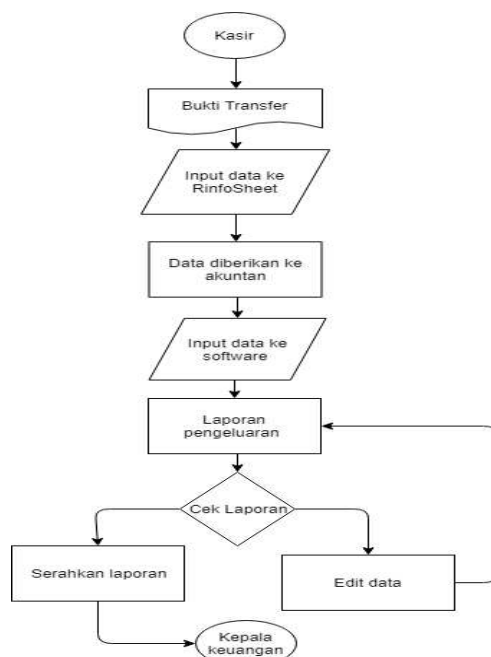 Kasir
Bukti Transfer
Input data ke
RinfoSheet
Data diberikan ke
akuntan
Input data ke
software
Laporan
pengeluaran
Cek Laporan
Serahkan laporan
Edit data
Kepala
keuangan